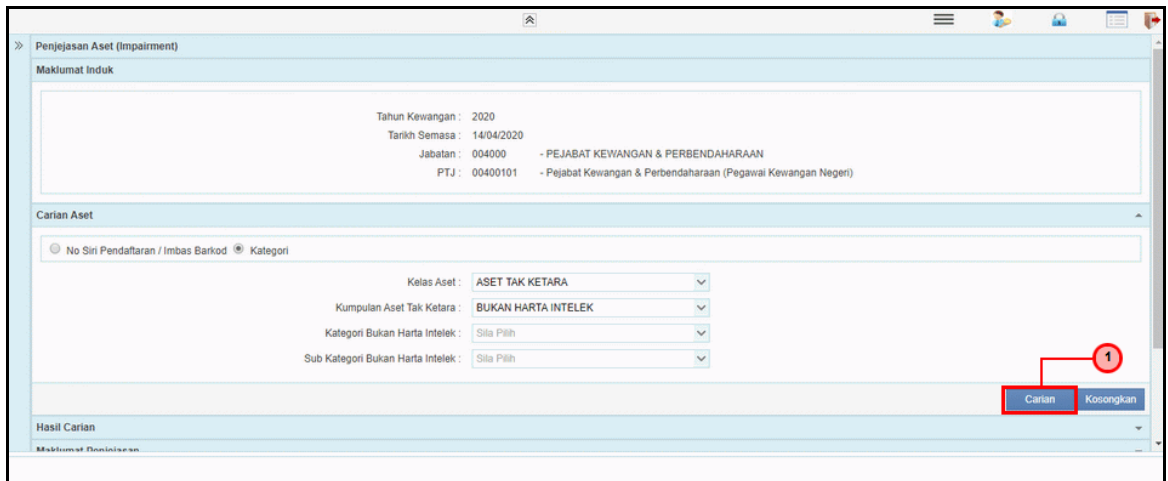 Penjejasan Aset (Impairment)
Maklumat Induk
Tahun Kewangan : 2020
Tarikh Semasa : 14/04/2020
Jabatan : 004000 - PEJABAT KEWANGAN & PERBENDAHARAAN
PTJ : 00400101 - Pejabat Kewangan & Perbendaharaan (Pegawai Kewangan Negeri)
Carian Aset
No Siri Pendaftaran / Imbas Barkod Kategori
Kelas Aset : ASET TAK KETARA
Kumpulan Aset Tak Ketara : BUKAN HARTA INTELEK
Kategori Bukan Harta Intelek : Sila Pilih
Sub Kategori Bukan Harta Intelek : Sila Pilih
1
Carian Kosongkan
Hasil Carian
Maklumat Penjejasan